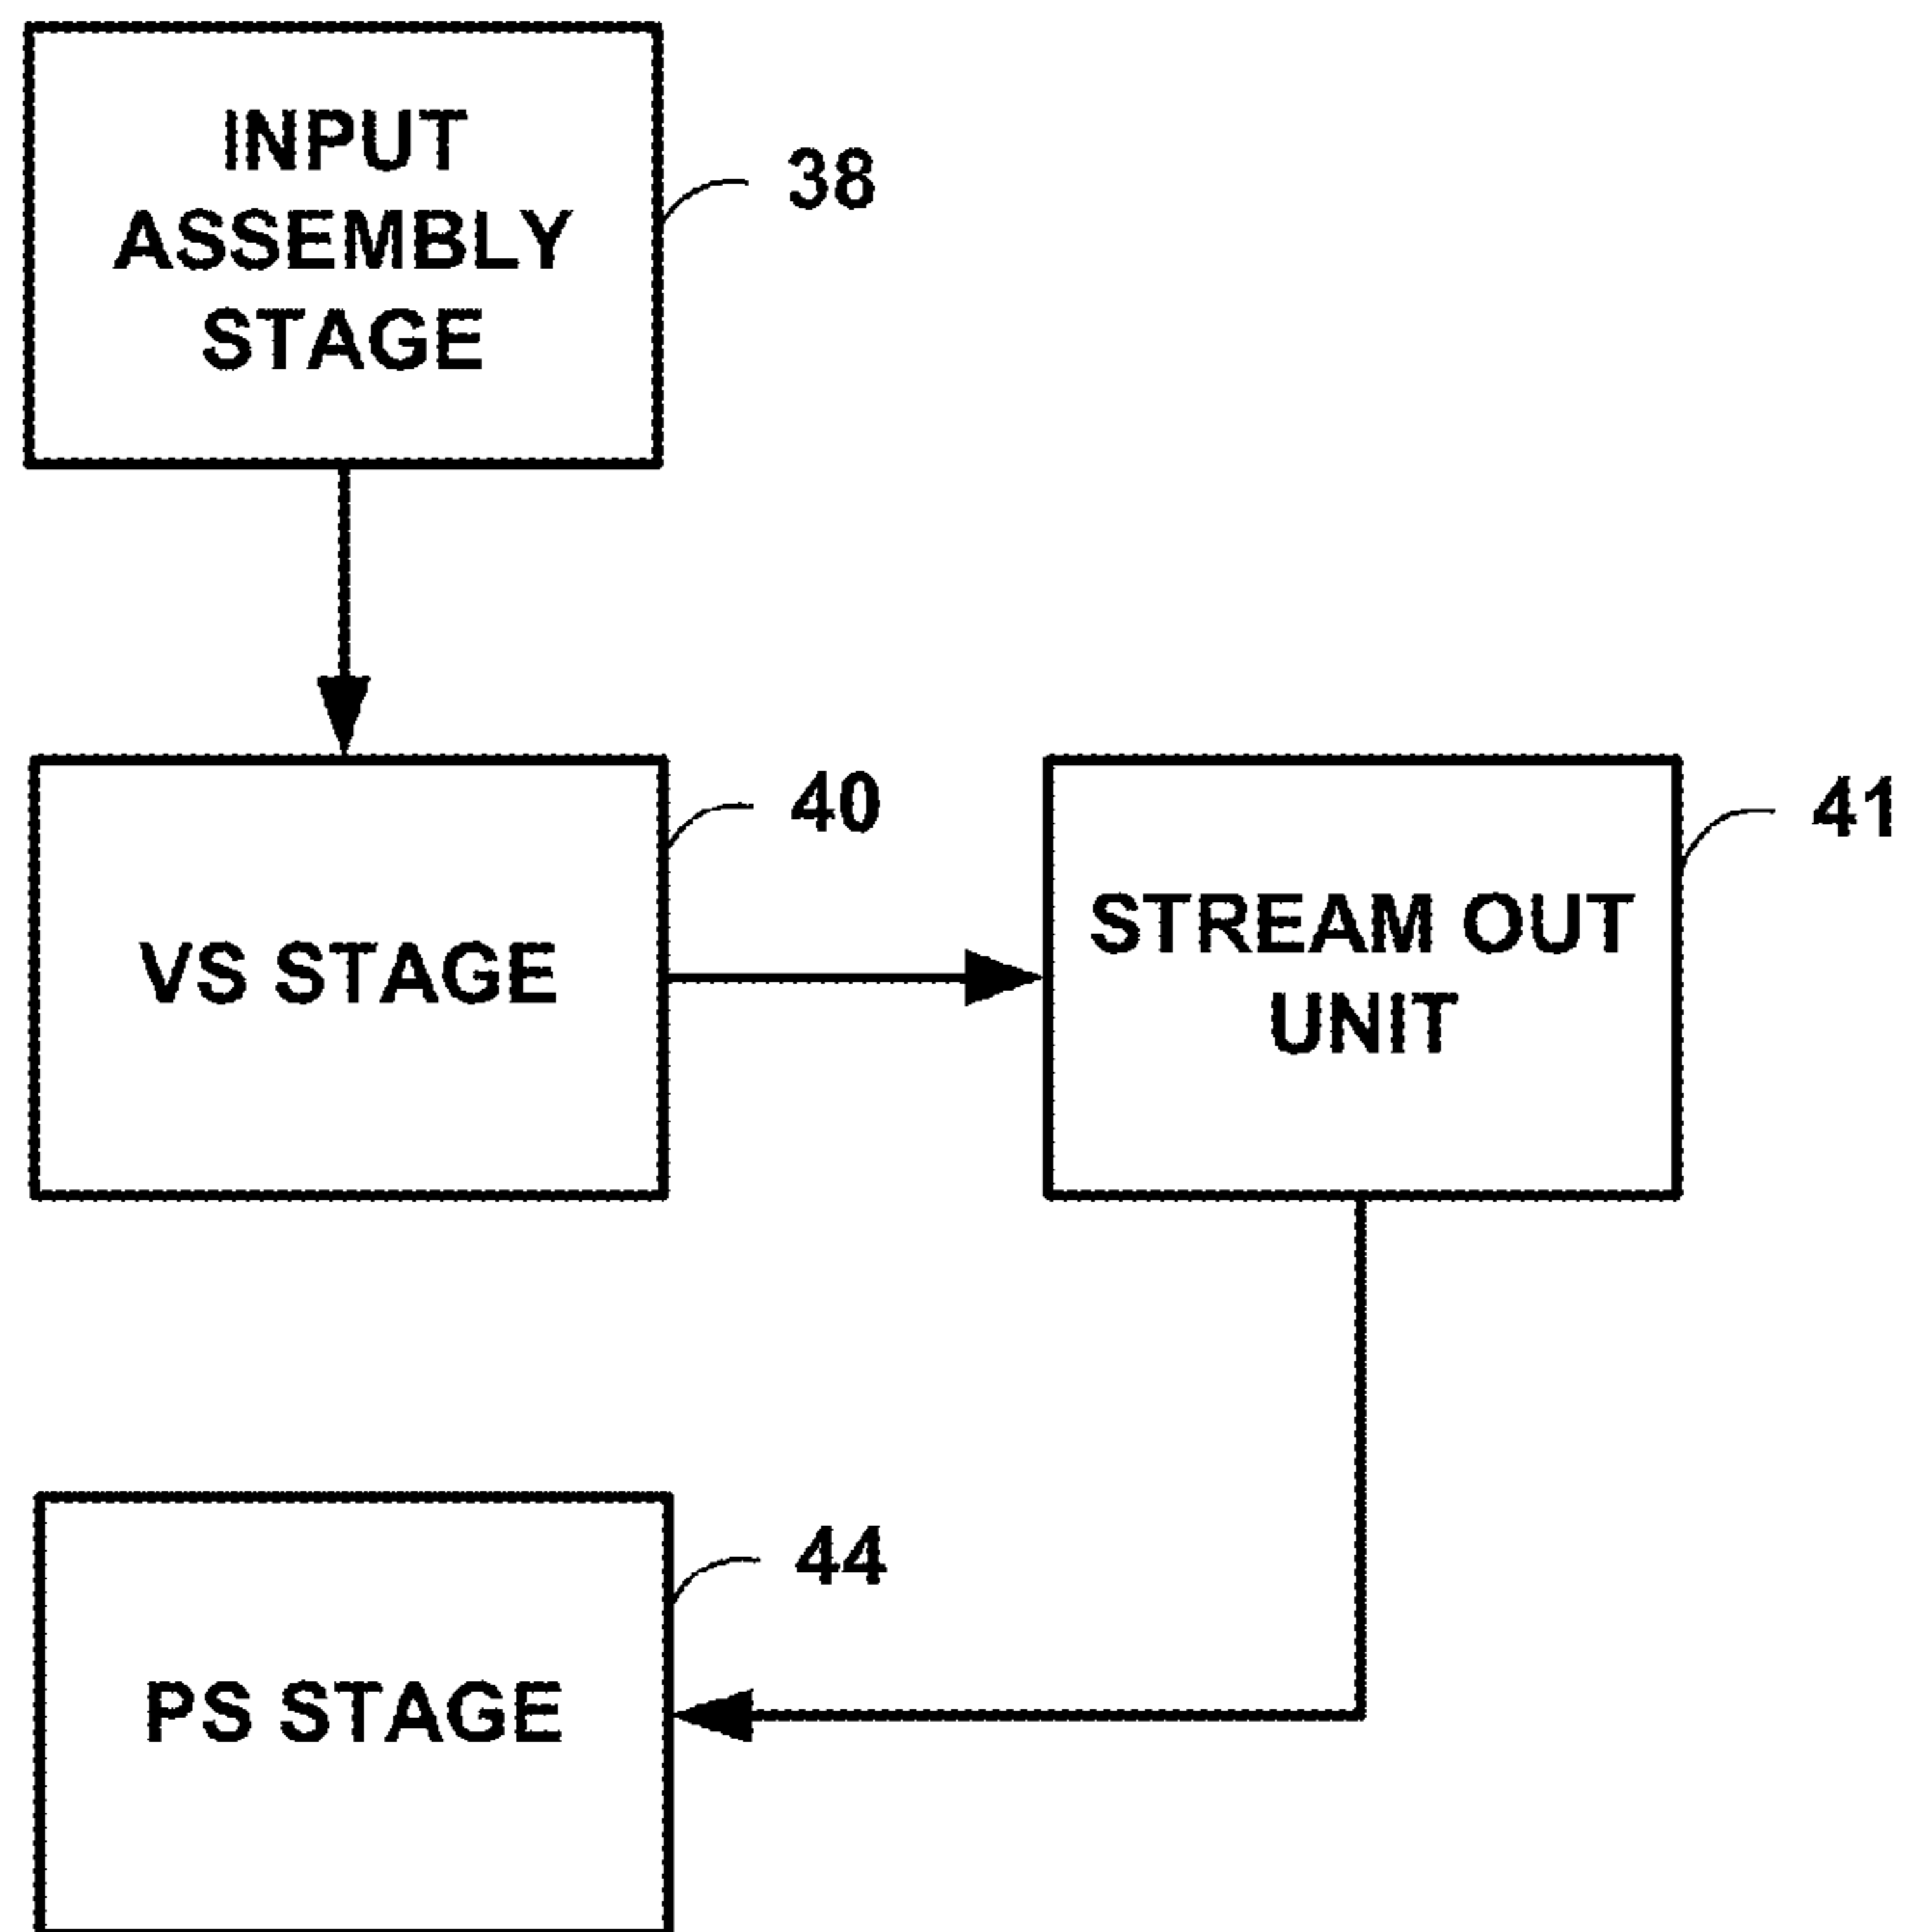 INPUT
ASSEMBLY
STAGE
38
VS STAGE
40
STREAM OUT
UNIT
41
PS STAGE
44